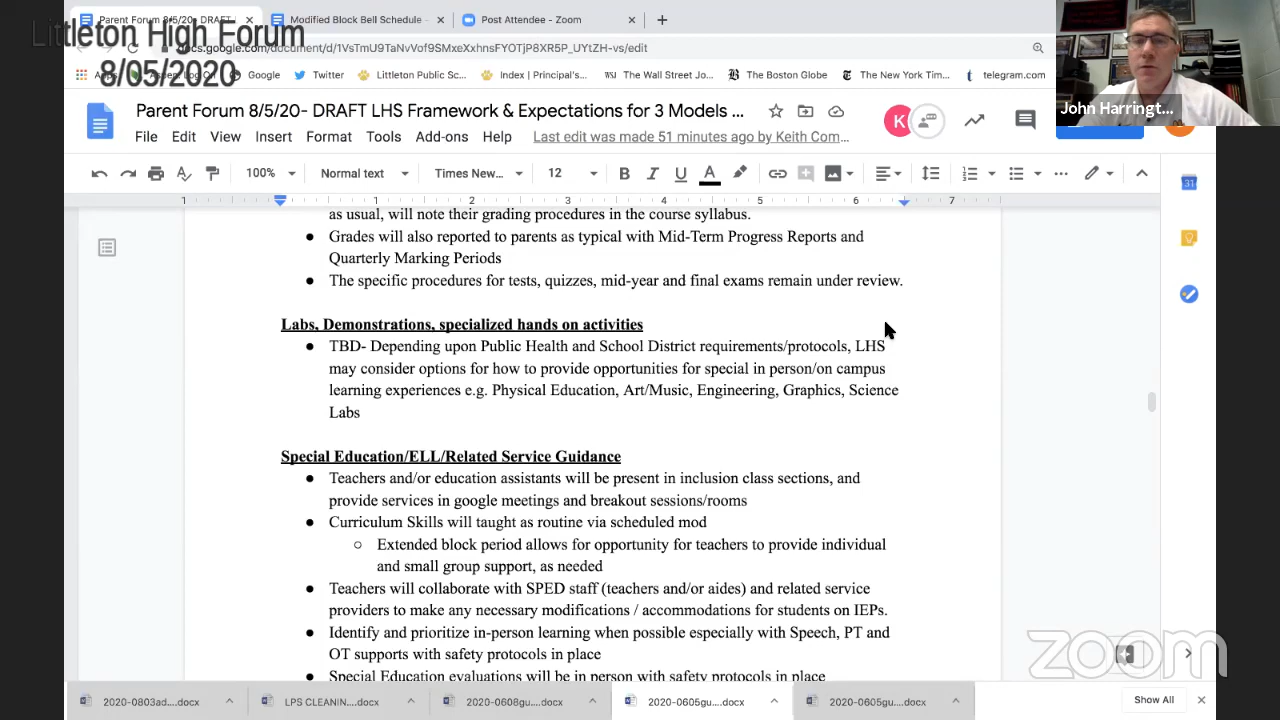 Littleton High Forum
8/05/2020
Parent Forum 8/5/20- DRAFT
Modified Block Bell Schedule -
Post Attendee - Zoom
docs.google.com/document/d/1VsTmU9TaNvVof9SMxeXxhnsFYOTjP8XR5P_UYtZH-vs/edit
Apps
Aspen: Log On
Google
Twitter
Littleton Public Sc...
Index | Principal's...
The Wall Street Jo...
The Boston Globe
The New York Tim...
telegram.com
John Harringt...
Parent Forum 8/5/20- DRAFT LHS Framework & Expectations for 3 Models ...
K
File Edit View Insert Format Tools Add-ons Help Last edit was made 51 minutes ago by Keith Com...
100% Normal text Times New... 12 B I U A
1 1 2 3 4 5 6 7
as usual, will note their grading procedures in the course syllabus.
● Grades will also reported to parents as typical with Mid-Term Progress Reports and
Quarterly Marking Periods
● The specific procedures for tests, quizzes, mid-year and final exams remain under review.
Labs, Demonstrations, specialized hands on activities
● TBD- Depending upon Public Health and School District requirements/protocols, LHS
may consider options for how to provide opportunities for special in person/on campus
learning experiences e.g. Physical Education, Art/Music, Engineering, Graphics, Science
Labs
Special Education/ELL/Related Service Guidance
● Teachers and/or education assistants will be present in inclusion class sections, and
provide services in google meetings and breakout sessions/rooms
● Curriculum Skills will taught as routine via scheduled mod
○ Extended block period allows for opportunity for teachers to provide individual
and small group support, as needed
● Teachers will collaborate with SPED staff (teachers and/or aides) and related service
providers to make any necessary modifications / accommodations for students on IEPs.
● Identify and prioritize in-person learning when possible especially with Speech, PT and
OT supports with safety protocols in place
● Special Education evaluations will be in person with safety protocols in place
zoom
2020-0803ad....docx
LPS CLEANIN....docx
2020-0608gu....docx
2020-0605gu....docx
2020-0605gu....docx
Show All